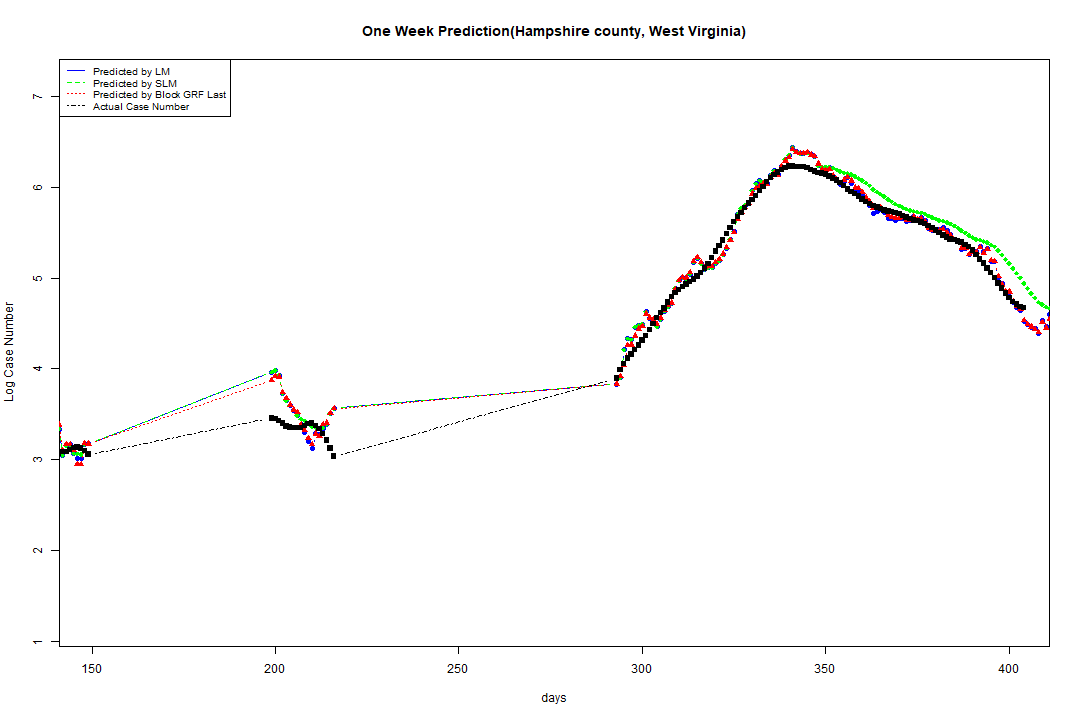 One Week Prediction(Hampshire county, West Virginia)
Predicted by LM
Predicted by SLM
Predicted by Block GRF Last
Actual Case Number
Log Case Number
7
6
5
4
3
2
1
150 200 250 300 350 400
days